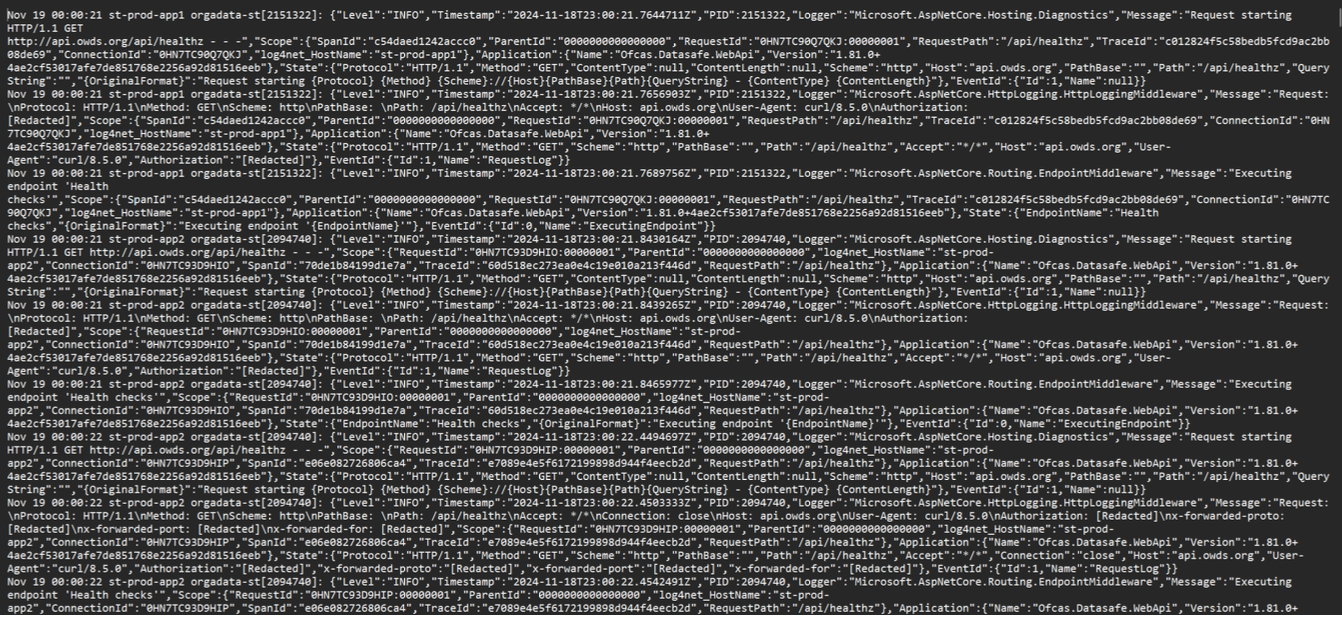 Nov 19 00:00:21 st-prod-app1 orgadata-st[2151322]: {"Level":"INFO","Timestamp":"2024-11-18T23:00:21.7644711Z","PID":2151322,"Logger":"Microsoft.AspNetCore.Hosting.Diagnostics","Message":"Request starting
HTTP/1.1 GET
http://api.owds.org/api/healthz - - -","Scope":{"SpanId":"c54daed1242accc0","ParentId":"0000000000000000","RequestId":"0HN7TC90Q7QKJ:00000001","RequestPath":"/api/healthz","TraceId":"c012824f5c58bedb5fcd9ac2bb
08de69","ConnectionId":"0HN7TC90Q7QKJ","log4net_HostName":"st-prod-app1"},"Application":{"Name":"Ofcas.Datasafe.WebApi","Version":"1.81.0+
4ae2cf53017afe7de851768e2256a92d81516eeb"},"State":{"Protocol":"HTTP/1.1","Method":"GET","ContentType":null,"ContentLength":null,"Scheme":"http","Host":"api.owds.org","PathBase":"","Path":"/api/healthz","Query
String":"","{OriginalFormat}":"Request starting {Protocol} {Method} {Scheme}://{Host}{PathBase}{Path}{QueryString} - {ContentType} {ContentLength}"},"EventId":{"Id":1,"Name":null}}
Nov 19 00:00:21 st-prod-app1 orgadata-st[2151322]: {"Level":"INFO","Timestamp":"2024-11-18T23:00:21.7656903Z","PID":2151322,"Logger":"Microsoft.AspNetCore.HttpLogging.HttpLoggingMiddleware","Message":"Request:
\nProtocol: HTTP/1.1\nMethod: GET\nScheme: http\nPathBase: \nPath: /api/healthz\nAccept: */*\nHost: api.owds.org\nUser-Agent: curl/8.5.0\nAuthorization:
[Redacted]","Scope":{"SpanId":"c54daed1242accc0","ParentId":"0000000000000000","RequestId":"0HN7TC90Q7QKJ:00000001","RequestPath":"/api/healthz","TraceId":"c012824f5c58bedb5fcd9ac2bb08de69","ConnectionId":"0HN
7TC90Q7QKJ","log4net_HostName":"st-prod-app1"},"Application":{"Name":"Ofcas.Datasafe.WebApi","Version":"1.81.0+
4ae2cf53017afe7de851768e2256a92d81516eeb"},"State":{"Protocol":"HTTP/1.1","Method":"GET","Scheme":"http","PathBase":"","Path":"/api/healthz","Accept":"*/*","Host":"api.owds.org","User-
Agent":"curl/8.5.0","Authorization":"[Redacted]"},"EventId":{"Id":1,"Name":"RequestLog"}}
Nov 19 00:00:21 st-prod-app1 orgadata-st[2151322]: {"Level":"INFO","Timestamp":"2024-11-18T23:00:21.7689756Z","PID":2151322,"Logger":"Microsoft.AspNetCore.Routing.EndpointMiddleware","Message":"Executing
endpoint 'Health
checks'","Scope":{"SpanId":"c54daed1242accc0","ParentId":"0000000000000000","RequestId":"0HN7TC90Q7QKJ:00000001","RequestPath":"/api/healthz","TraceId":"c012824f5c58bedb5fcd9ac2bb08de69","ConnectionId":"0HN7TC
90Q7QKJ","log4net_HostName":"st-prod-app1"},"Application":{"Name":"Ofcas.Datasafe.WebApi","Version":"1.81.0+4ae2cf53017afe7de851768e2256a92d81516eeb"},"State":{"EndpointName":"Health
checks","{OriginalFormat}":"Executing endpoint '{EndpointName}'"},"EventId":{"Id":0,"Name":"ExecutingEndpoint"}}
Nov 19 00:00:21 st-prod-app2 orgadata-st[2094740]: {"Level":"INFO","Timestamp":"2024-11-18T23:00:21.8430164Z","PID":2094740,"Logger":"Microsoft.AspNetCore.Hosting.Diagnostics","Message":"Request starting
HTTP/1.1 GET http://api.owds.org/api/healthz - - -","Scope":{"RequestId":"0HN7TC93D9HIO:00000001","ParentId":"0000000000000000","log4net_HostName":"st-prod-
app2","ConnectionId":"0HN7TC93D9HIO","SpanId":"70de1b84199d1e7a","TraceId":"60d518ec273ea0e4c19e010a213f446d","RequestPath":"/api/healthz"},"Application":{"Name":"Ofcas.Datasafe.WebApi","Version":"1.81.0+
4ae2cf53017afe7de851768e2256a92d81516eeb"},"State":{"Protocol":"HTTP/1.1","Method":"GET","ContentType":null,"ContentLength":null,"Scheme":"http","Host":"api.owds.org","PathBase":"","Path":"/api/healthz","Query
String":"","{OriginalFormat}":"Request starting {Protocol} {Method} {Scheme}://{Host}{PathBase}{Path}{QueryString} - {ContentType} {ContentLength}"},"EventId":{"Id":1,"Name":null}}
Nov 19 00:00:21 st-prod-app2 orgadata-st[2094740]: {"Level":"INFO","Timestamp":"2024-11-18T23:00:21.8439265Z","PID":2094740,"Logger":"Microsoft.AspNetCore.HttpLogging.HttpLoggingMiddleware","Message":"Request:
\nProtocol: HTTP/1.1\nMethod: GET\nScheme: http\nPathBase: \nPath: /api/healthz\nAccept: */*\nHost: api.owds.org\nUser-Agent: curl/8.5.0\nAuthorization:
[Redacted]","Scope":{"RequestId":"0HN7TC93D9HIO:00000001","ParentId":"0000000000000000","log4net_HostName":"st-prod-
app2","ConnectionId":"0HN7TC93D9HIO","SpanId":"70de1b84199d1e7a","TraceId":"60d518ec273ea0e4c19e010a213f446d","RequestPath":"/api/healthz"},"Application":{"Name":"Ofcas.Datasafe.WebApi","Version":"1.81.0+
4ae2cf53017afe7de851768e2256a92d81516eeb"},"State":{"Protocol":"HTTP/1.1","Method":"GET","Scheme":"http","PathBase":"","Path":"/api/healthz","Accept":"*/*","Host":"api.owds.org","User-
Agent":"curl/8.5.0","Authorization":"[Redacted]"},"EventId":{"Id":1,"Name":"RequestLog"}}
Nov 19 00:00:21 st-prod-app2 orgadata-st[2094740]: {"Level":"INFO","Timestamp":"2024-11-18T23:00:21.8465977Z","PID":2094740,"Logger":"Microsoft.AspNetCore.Routing.EndpointMiddleware","Message":"Executing
endpoint 'Health checks'","Scope":{"RequestId":"0HN7TC93D9HIO:00000001","ParentId":"0000000000000000","log4net_HostName":"st-prod-
app2","ConnectionId":"0HN7TC93D9HIO","SpanId":"70de1b84199d1e7a","TraceId":"60d518ec273ea0e4c19e010a213f446d","RequestPath":"/api/healthz"},"Application":{"Name":"Ofcas.Datasafe.WebApi","Version":"1.81.0+
4ae2cf53017afe7de851768e2256a92d81516eeb"},"State":{"EndpointName":"Health checks","{OriginalFormat}":"Executing endpoint '{EndpointName}'"},"EventId":{"Id":0,"Name":"ExecutingEndpoint"}}
Nov 19 00:00:22 st-prod-app2 orgadata-st[2094740]: {"Level":"INFO","Timestamp":"2024-11-18T23:00:22.4494697Z","PID":2094740,"Logger":"Microsoft.AspNetCore.Hosting.Diagnostics","Message":"Request starting
HTTP/1.1 GET http://api.owds.org/api/healthz - - -","Scope":{"RequestId":"0HN7TC93D9HIP:00000001","ParentId":"0000000000000000","log4net_HostName":"st-prod-
app2","ConnectionId":"0HN7TC93D9HIP","SpanId":"e06e082726806ca4","TraceId":"e7089e4e5f6172199898d944f4eecb2d","RequestPath":"/api/healthz"},"Application":{"Name":"Ofcas.Datasafe.WebApi","Version":"1.81.0+
4ae2cf53017afe7de851768e2256a92d81516eeb"},"State":{"Protocol":"HTTP/1.1","Method":"GET","ContentType":null,"ContentLength":null,"Scheme":"http","Host":"api.owds.org","PathBase":"","Path":"/api/healthz","Query
String":"","{OriginalFormat}":"Request starting {Protocol} {Method} {Scheme}://{Host}{PathBase}{Path}{QueryString} - {ContentType} {ContentLength}"},"EventId":{"Id":1,"Name":null}}
Nov 19 00:00:22 st-prod-app2 orgadata-st[2094740]: {"Level":"INFO","Timestamp":"2024-11-18T23:00:22.4503333Z","PID":2094740,"Logger":"Microsoft.AspNetCore.HttpLogging.HttpLoggingMiddleware","Message":"Request:
\nProtocol: HTTP/1.1\nMethod: GET\nScheme: http\nPathBase: \nPath: /api/healthz\nAccept: */*\nConnection: close\nHost: api.owds.org\nUser-Agent: curl/8.5.0\nAuthorization: [Redacted]\nx-forwarded-proto:
[Redacted]\nx-forwarded-port: [Redacted]\nx-forwarded-for: [Redacted]","Scope":{"RequestId":"0HN7TC93D9HIP:00000001","ParentId":"0000000000000000","log4net_HostName":"st-prod-
app2","ConnectionId":"0HN7TC93D9HIP","SpanId":"e06e082726806ca4","TraceId":"e7089e4e5f6172199898d944f4eecb2d","RequestPath":"/api/healthz"},"Application":{"Name":"Ofcas.Datasafe.WebApi","Version":"1.81.0+
4ae2cf53017afe7de851768e2256a92d81516eeb"},"State":{"Protocol":"HTTP/1.1","Method":"GET","Scheme":"http","PathBase":"","Path":"/api/healthz","Accept":"*/*","Connection":"close","Host":"api.owds.org","User-
Agent":"curl/8.5.0","Authorization":"[Redacted]","x-forwarded-proto":"[Redacted]","x-forwarded-port":"[Redacted]","x-forwarded-for":"[Redacted]"},"EventId":{"Id":1,"Name":"RequestLog"}}
Nov 19 00:00:22 st-prod-app2 orgadata-st[2094740]: {"Level":"INFO","Timestamp":"2024-11-18T23:00:22.4542491Z","PID":2094740,"Logger":"Microsoft.AspNetCore.Routing.EndpointMiddleware","Message":"Executing
endpoint 'Health checks'","Scope":{"RequestId":"0HN7TC93D9HIP:00000001","ParentId":"0000000000000000","log4net_HostName":"st-prod-
app2","ConnectionId":"0HN7TC93D9HIP","SpanId":"e06e082726806ca4","TraceId":"e7089e4e5f6172199898d944f4eecb2d","RequestPath":"/api/healthz"},"Application":{"Name":"Ofcas.Datasafe.WebApi","Version":"1.81.0+